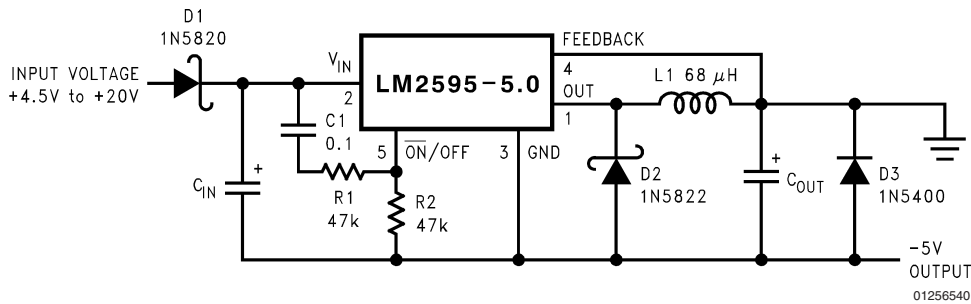 D1
1N5820
INPUT VOLTAGE
+4.5V to +20V
VIN
2
LM2595-5.0
FEEDBACK
4
OUT
1
L1 68 μH
C1
0.1
5
ON/OFF
3
GND
+
CIN
R1
47k
R2
47k
D2
1N5822
+
COUT
D3
1N5400
-5V
OUTPUT
01256540